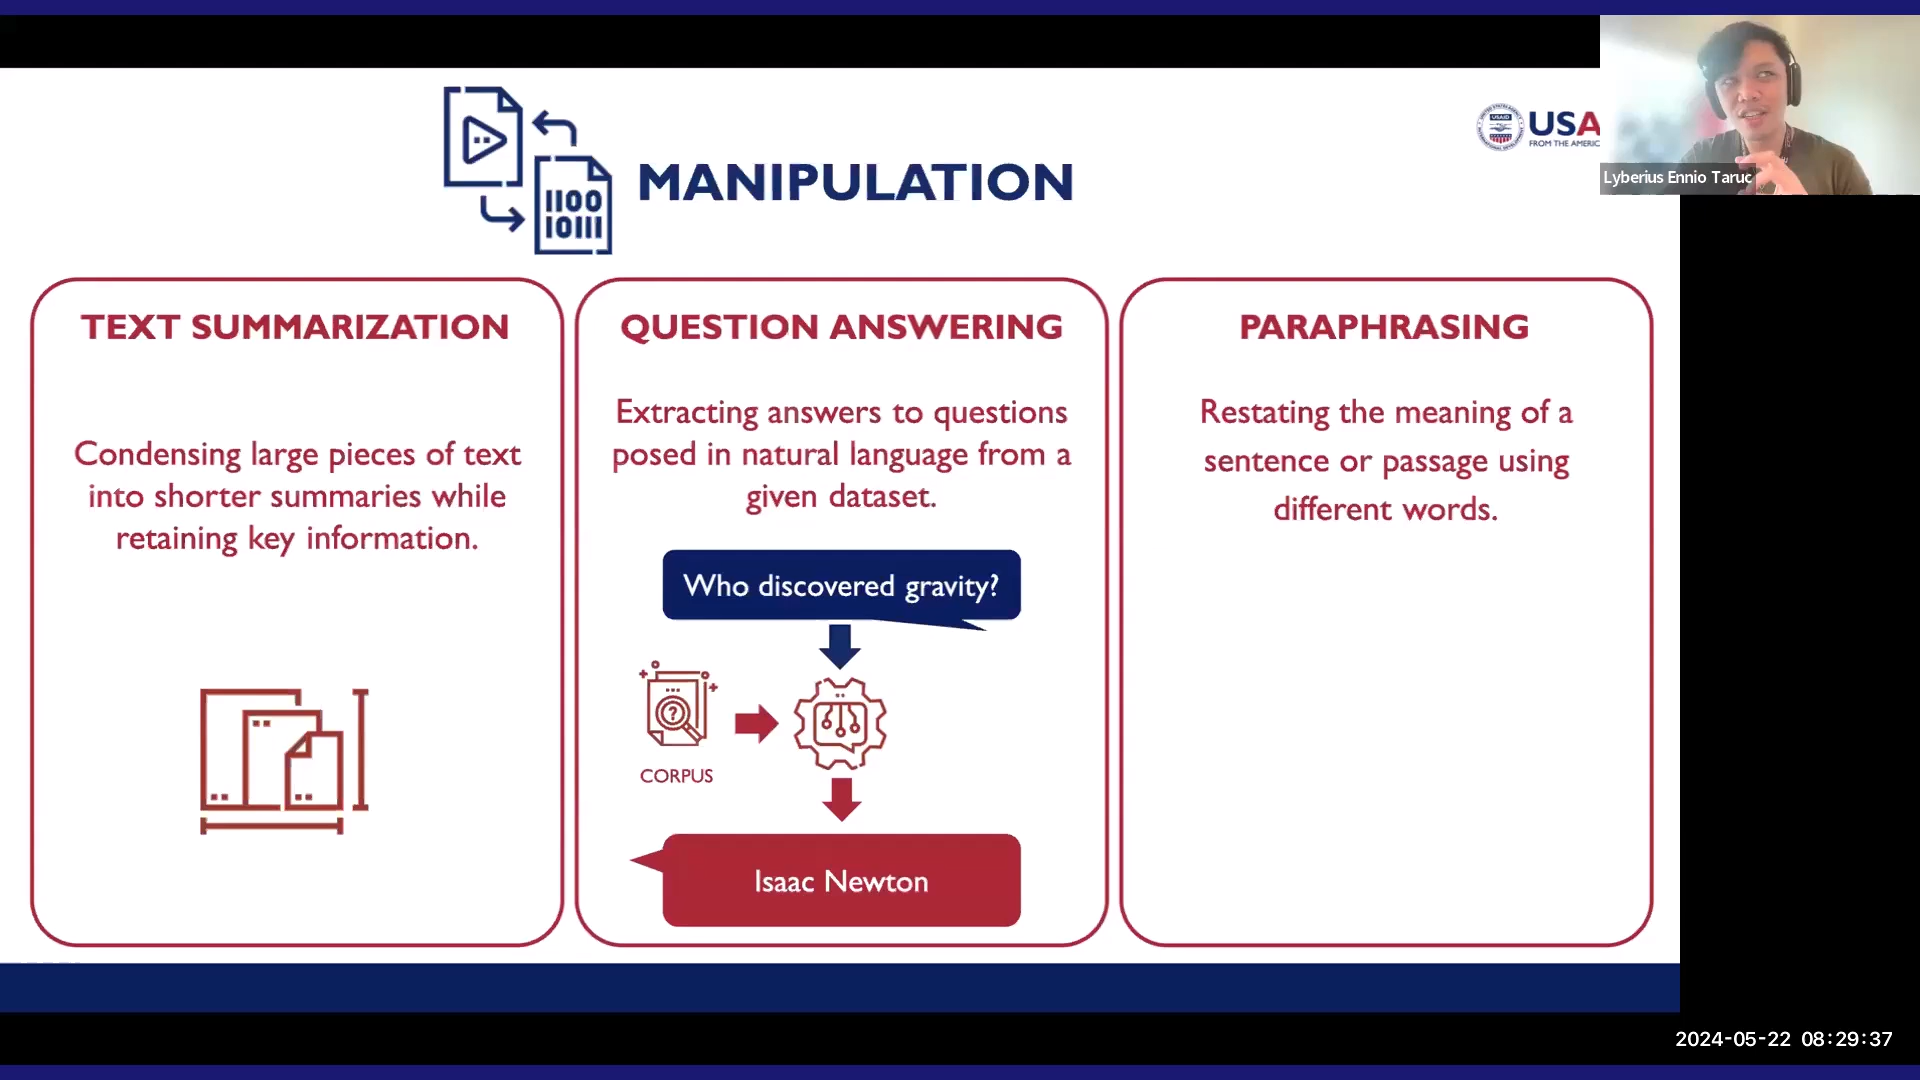 MANIPULATION
USA
FROM THE AMERIC
Lyberius Ennio Taruc
1100
10111
TEXT SUMMARIZATION
Condensing large pieces of text
into shorter summaries while
retaining key information.
QUESTION ANSWERING
Extracting answers to questions
posed in natural language from a
given dataset.
Who discovered gravity?
CORPUS
Isaac Newton
PARAPHRASING
Restating the meaning of a
sentence or passage using
different words.
2024-05-22 08:29:37